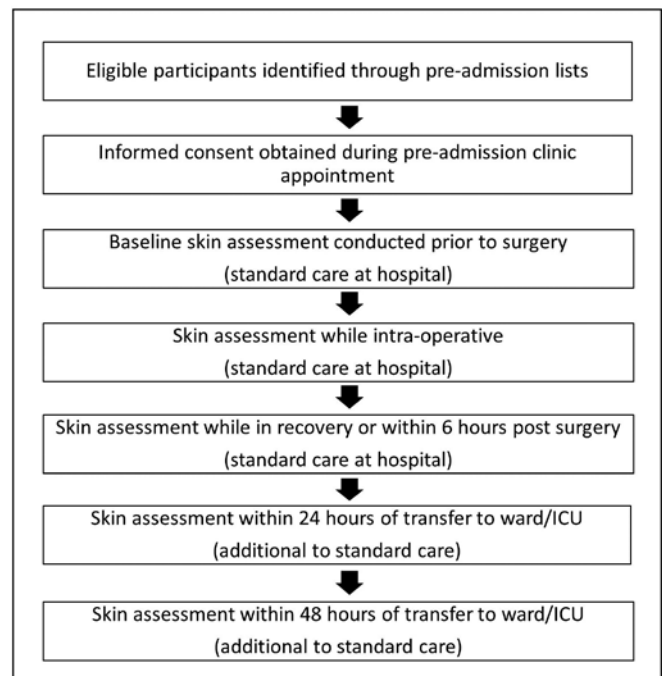 Eligible participants identified through pre-admission lists
Informed consent obtained during pre-admission clinic
appointment
Baseline skin assessment conducted prior to surgery
(standard care at hospital)
Skin assessment while intra-operative
(standard care at hospital)
Skin assessment while in recovery or within 6 hours post surgery
(standard care at hospital)
Skin assessment within 24 hours of transfer to ward/ICU
(additional to standard care)
Skin assessment within 48 hours of transfer to ward/ICU
(additional to standard care)